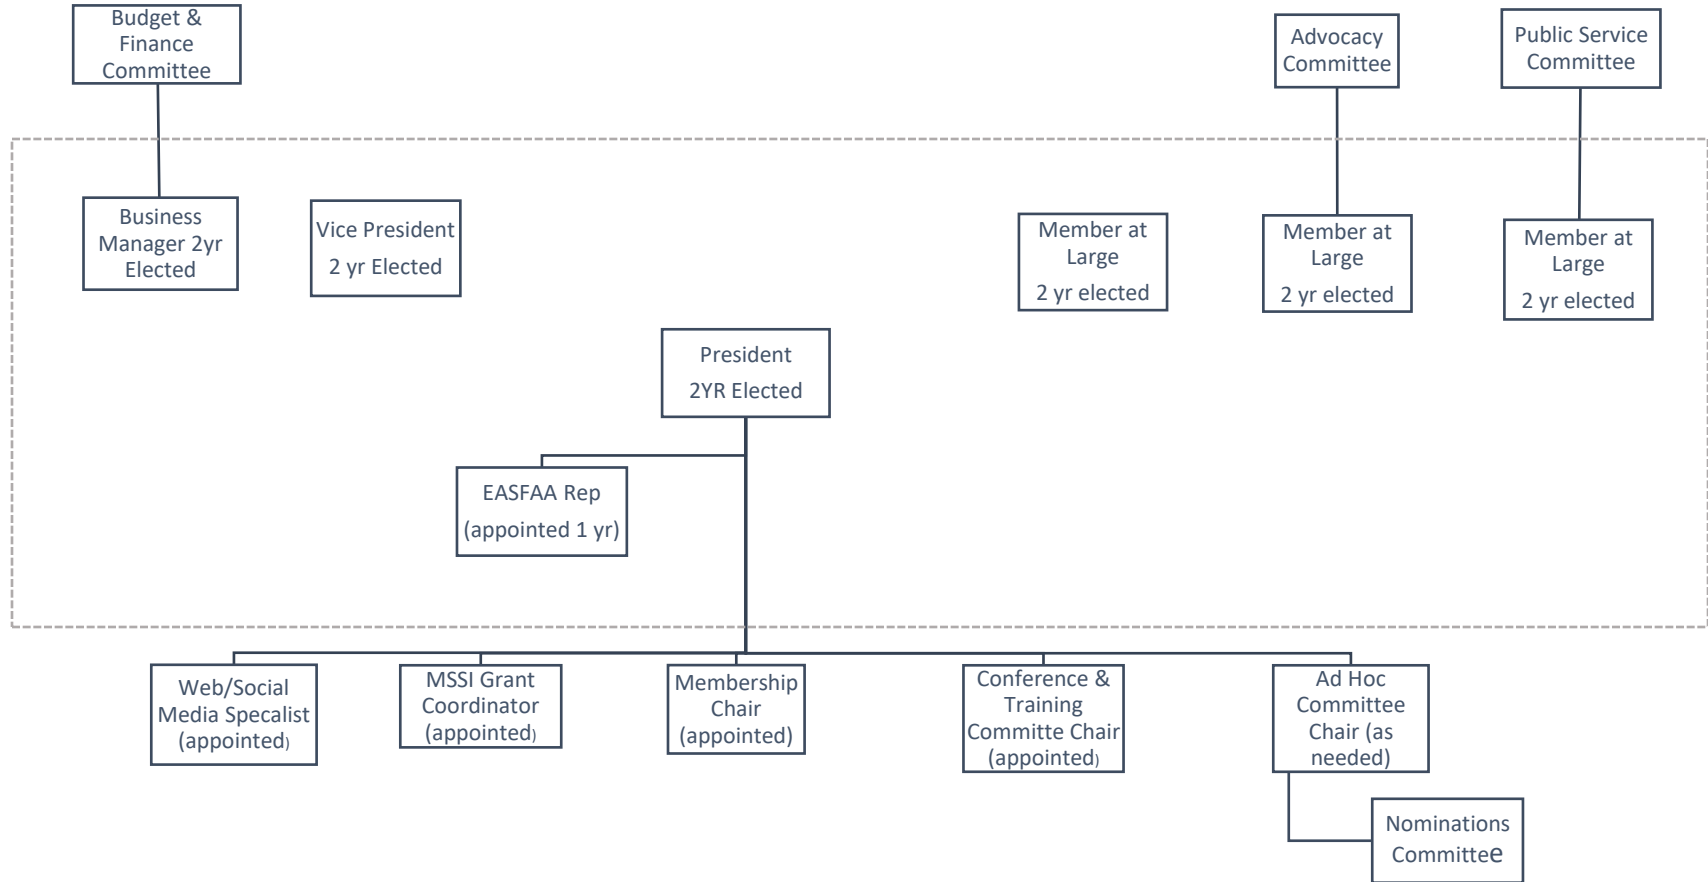 Budget &
Finance
Committee
Advocacy
Committee
Public Service
Committee
Business
Manager 2yr
Elected
Vice President
2 yr Elected
Member at
Large
2 yr elected
Member at
Large
2 yr elected
Member at
Large
2 yr elected
President
2YR Elected
EASFAA Rep
(appointed 1 yr)
Web/Social
Media Specalist
(appointed)
MSSI Grant
Coordinator
(appointed)
Membership
Chair
(appointed)
Conference &
Training
Committe Chair
(appointed)
Ad Hoc
Committee
Chair (as
needed)
Nominations
Committee